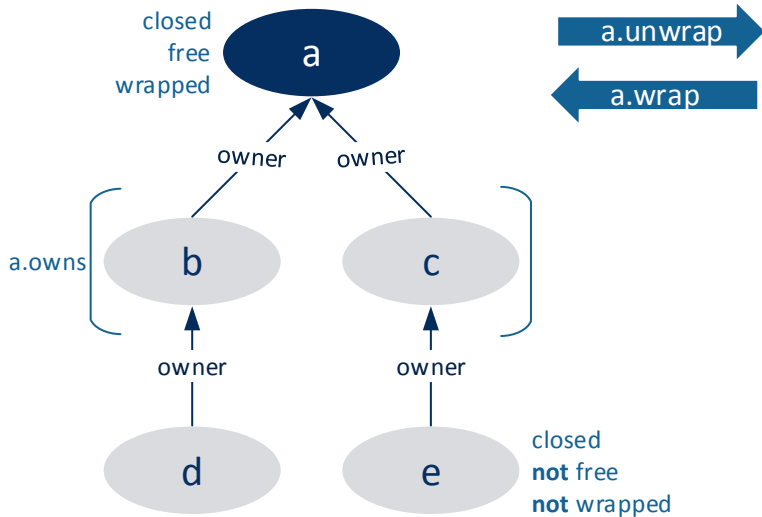 closed
free
wrapped
a
a.unwrap
a.wrap
owner
owner
a.owns
b
c
owner
owner
d
e
closed
not free
not wrapped